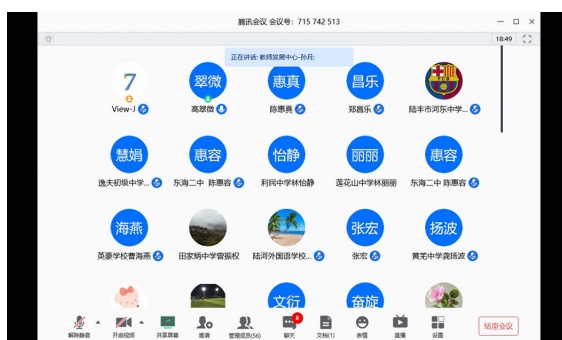 腾讯会议 会议号：715 742 513
18:49
正在讲话: 教师发展中心-孙月;
7
翠微
惠真
昌乐
View-J
高翠微
陈惠真
郑昌乐
陆丰市河东中学...
慧娟
惠容
怡静
丽丽
惠容
逸夫初级中学...
东海二中 陈惠容
利民中学林怡静
莲花山中学林丽丽
东海二中 陈惠容
海燕
张宏
扬波
英豪学校曹海燕
田家炳中学曾振权
陆河外国语学校...
张宏
黄羌中学龚扬波
文衍
奋旋
8
解除静音
开启视频
共享屏幕
邀请
管理成员(56)
聊天
文档(1)
表情
直播
设置
结束会议